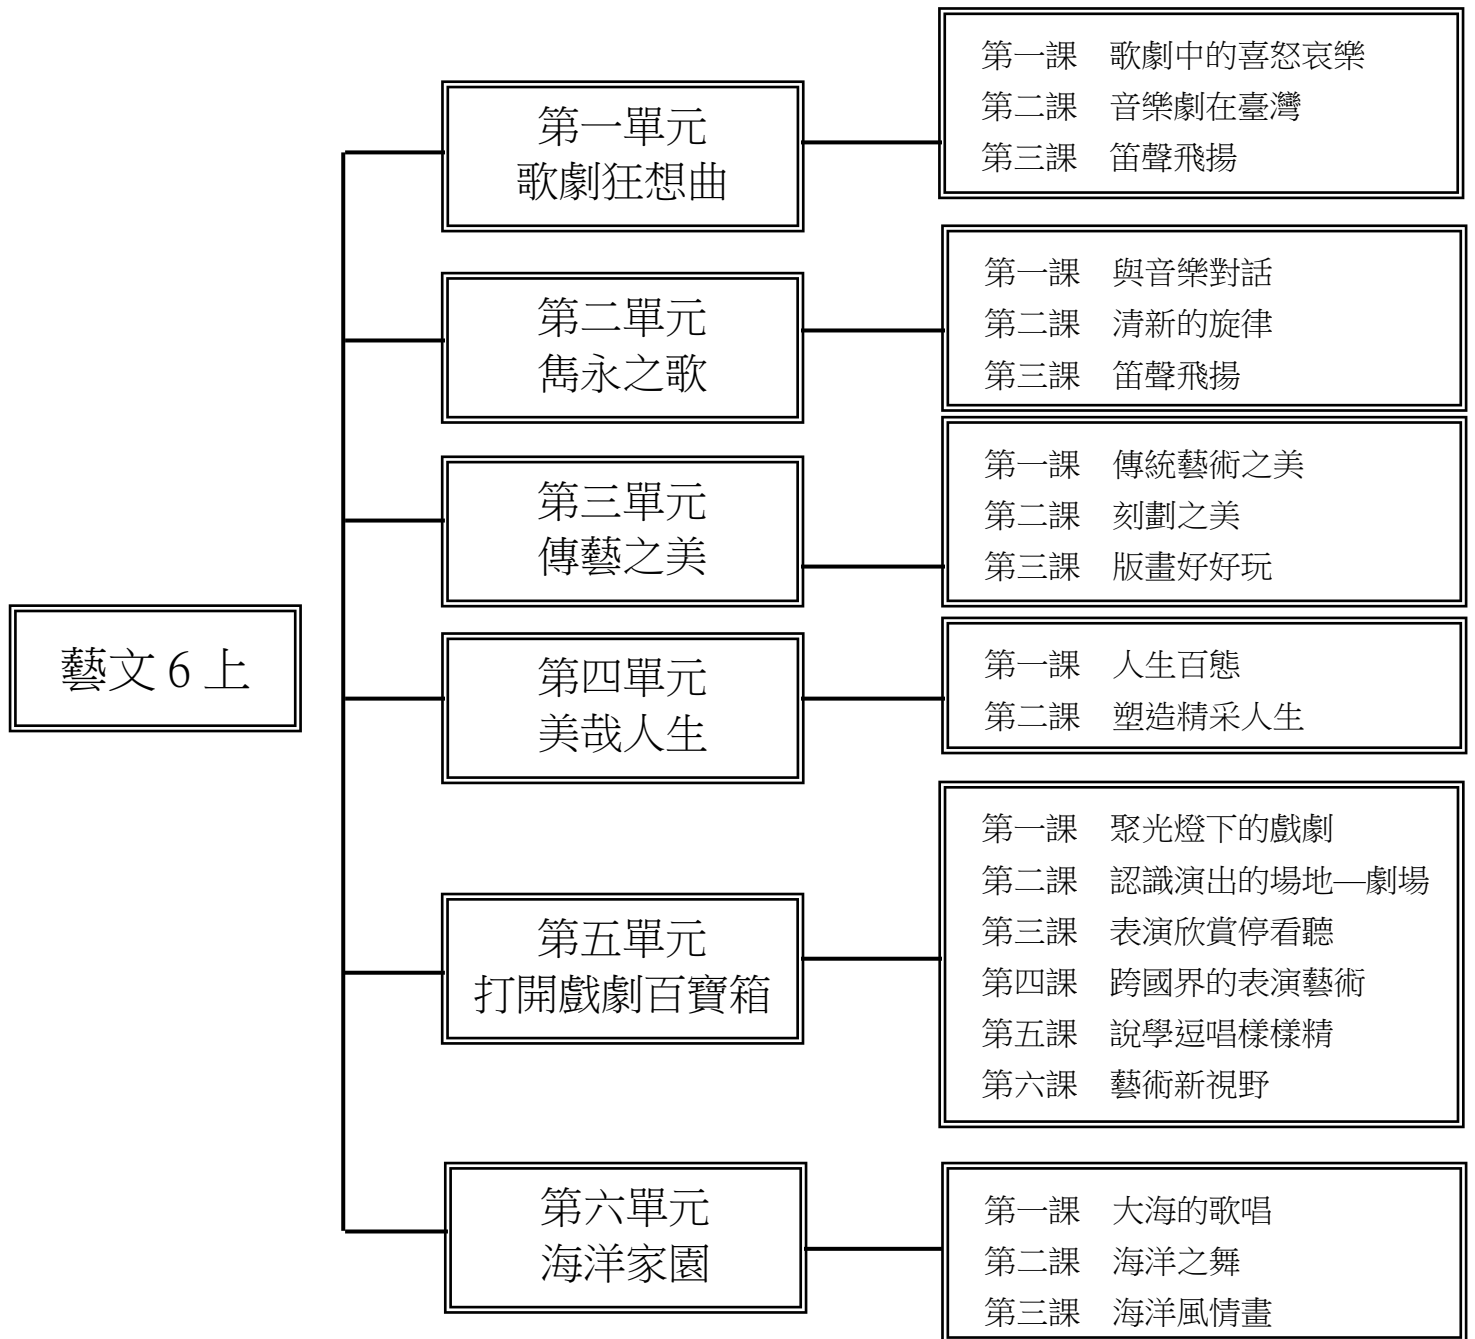 藝文 6 上
第一單元
歌劇狂想曲
第一課　歌劇中的喜怒哀樂
第二課　音樂劇在臺灣
第三課　笛聲飛揚
第二單元
雋永之歌
第一課　與音樂對話
第二課　清新的旋律
第三課　笛聲飛揚
第三單元
傳藝之美
第一課　傳統藝術之美
第二課　刻劃之美
第三課　版畫好好玩
第四單元
美哉人生
第一課　人生百態
第二課　塑造精采人生
第五單元
打開戲劇百寶箱
第一課　聚光燈下的戲劇
第二課　認識演出的場地—劇場
第三課　表演欣賞停看聽
第四課　跨國界的表演藝術
第五課　說學逗唱樣樣精
第六課　藝術新視野
第六單元
海洋家園
第一課　大海的歌唱
第二課　海洋之舞
第三課　海洋風情畫